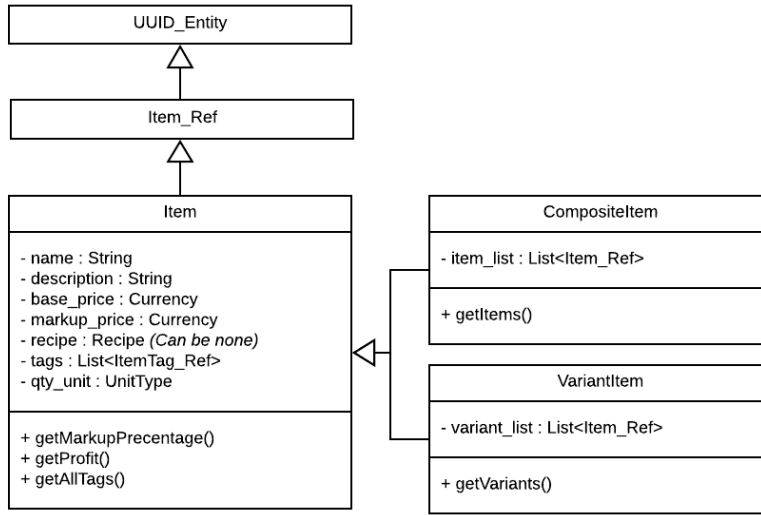 UUID_Entity
Item_Ref
Item
- name : String
- description : String
- base_price : Currency
- markup_price : Currency
- recipe : Recipe (Can be none)
- tags : List<ItemTag_Ref>
- qty_unit : UnitType
+ getMarkupPrecentage()
+ getProfit()
+ getAllTags()
CompositeItem
- item_list : List<Item_Ref>
+ getItems()
VariantItem
- variant_list : List<Item_Ref>
+ getVariants()